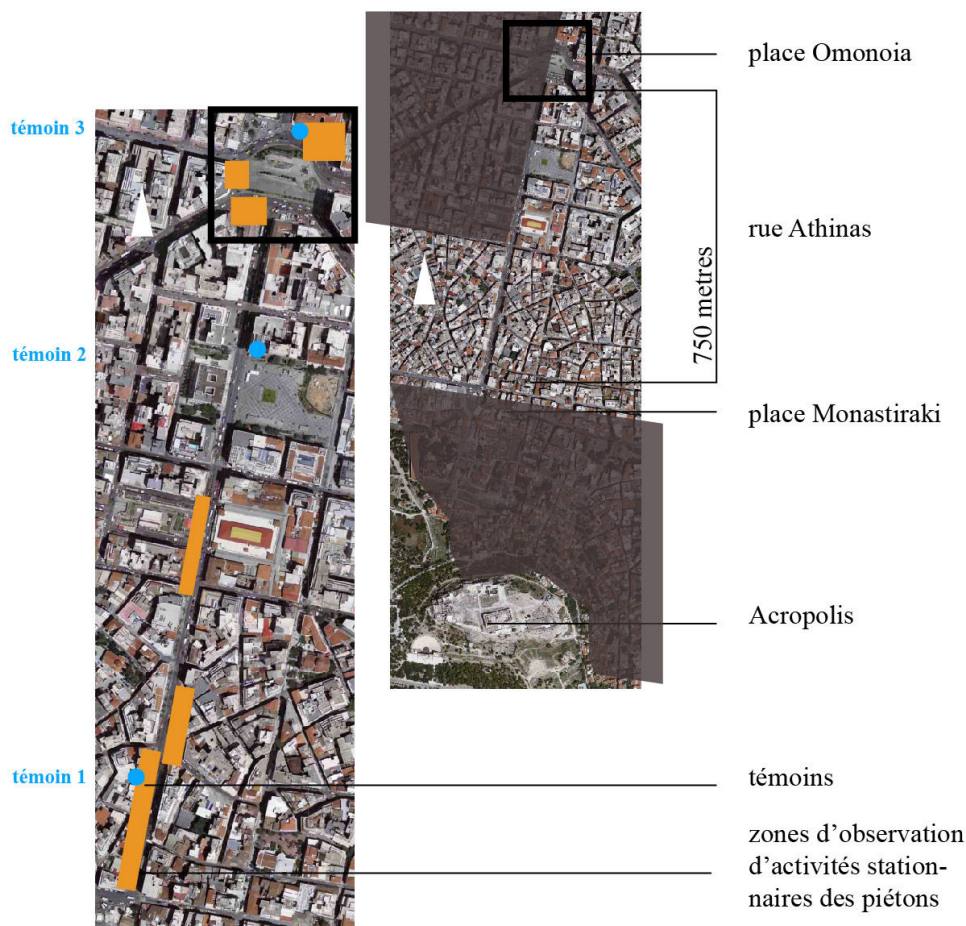 place Omonoia
témoin 3
rue Athinas
750 metres
témoin 2
place Monastiraki
Acropolis
témoin 1
témoins
zones d’observation
d’activités station-
naires des piétons